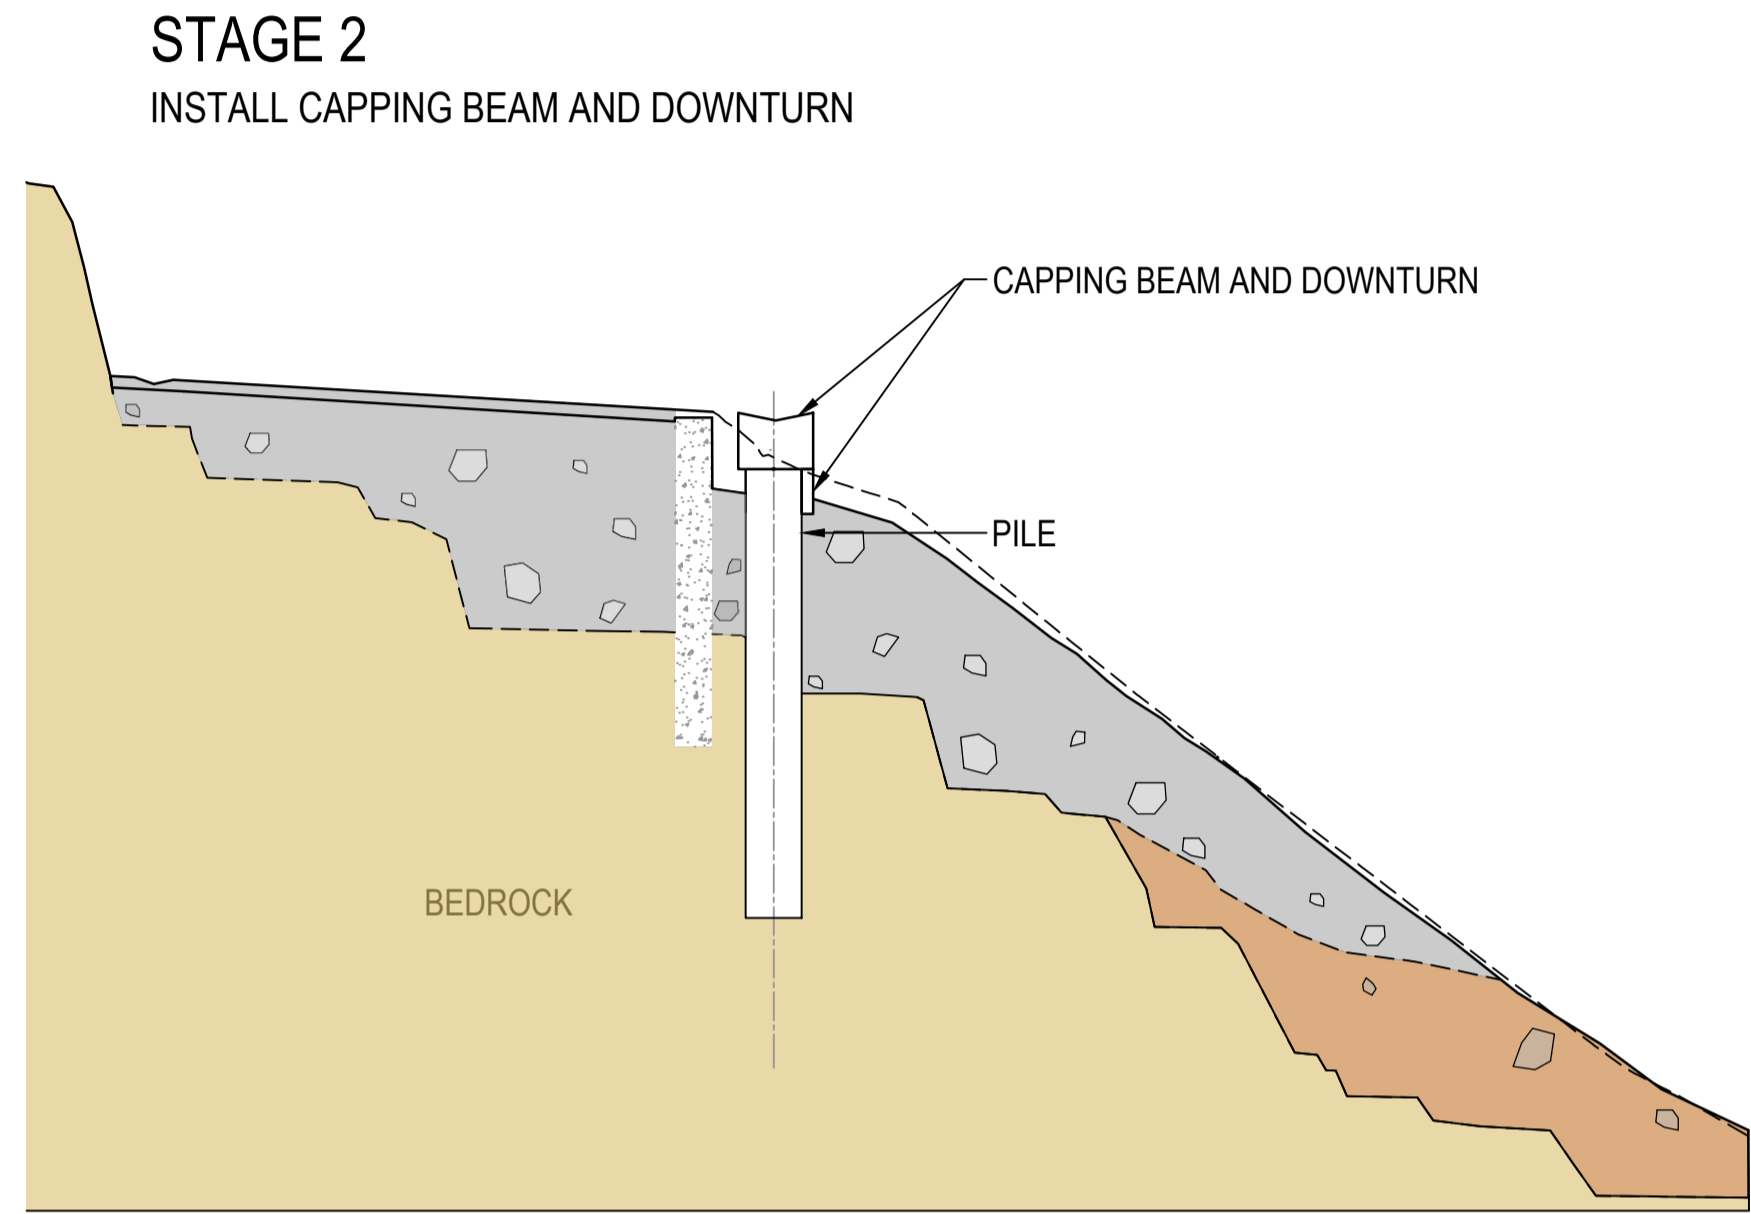 STAGE 2
INSTALL CAPPING BEAM AND DOWNTURN
CAPPING BEAM AND DOWNTURN
PILE
BEDROCK